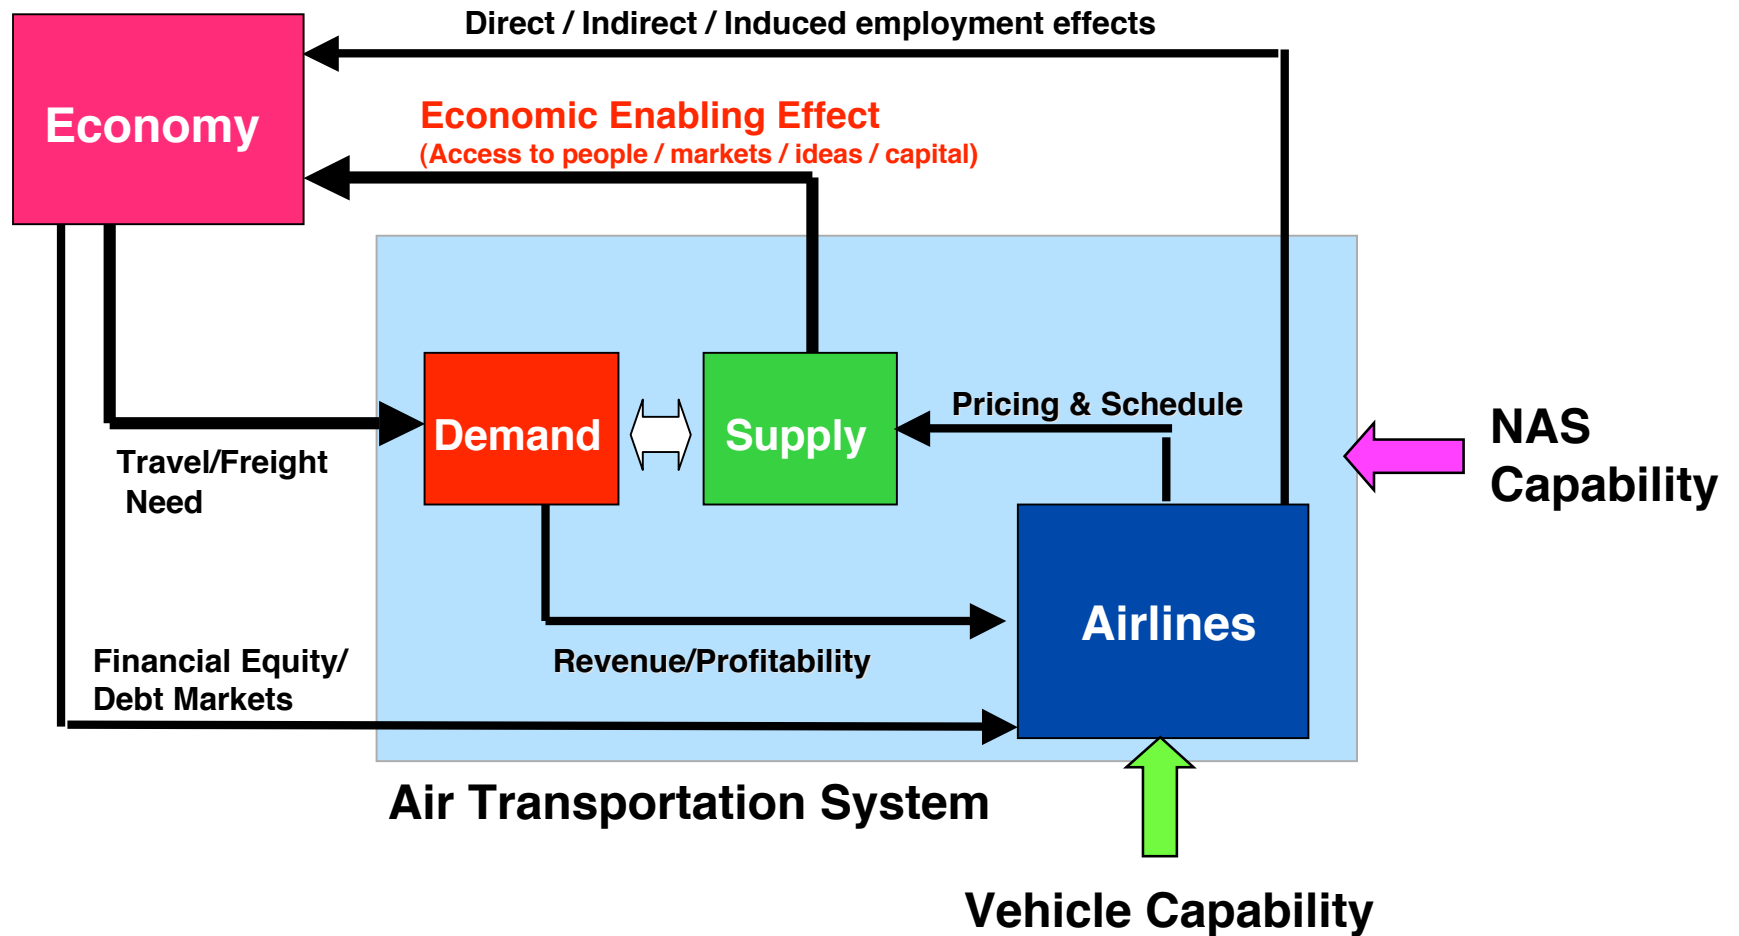 Direct / Indirect / Induced employment effects
Economy
Economic Enabling Effect
(Access to people / markets / ideas / capital)
Demand
Supply
Pricing & Schedule
NAS
Capability
Travel/Freight
Need
Airlines
Financial Equity/
Debt Markets
Revenue/Profitability
Air Transportation System
Vehicle Capability